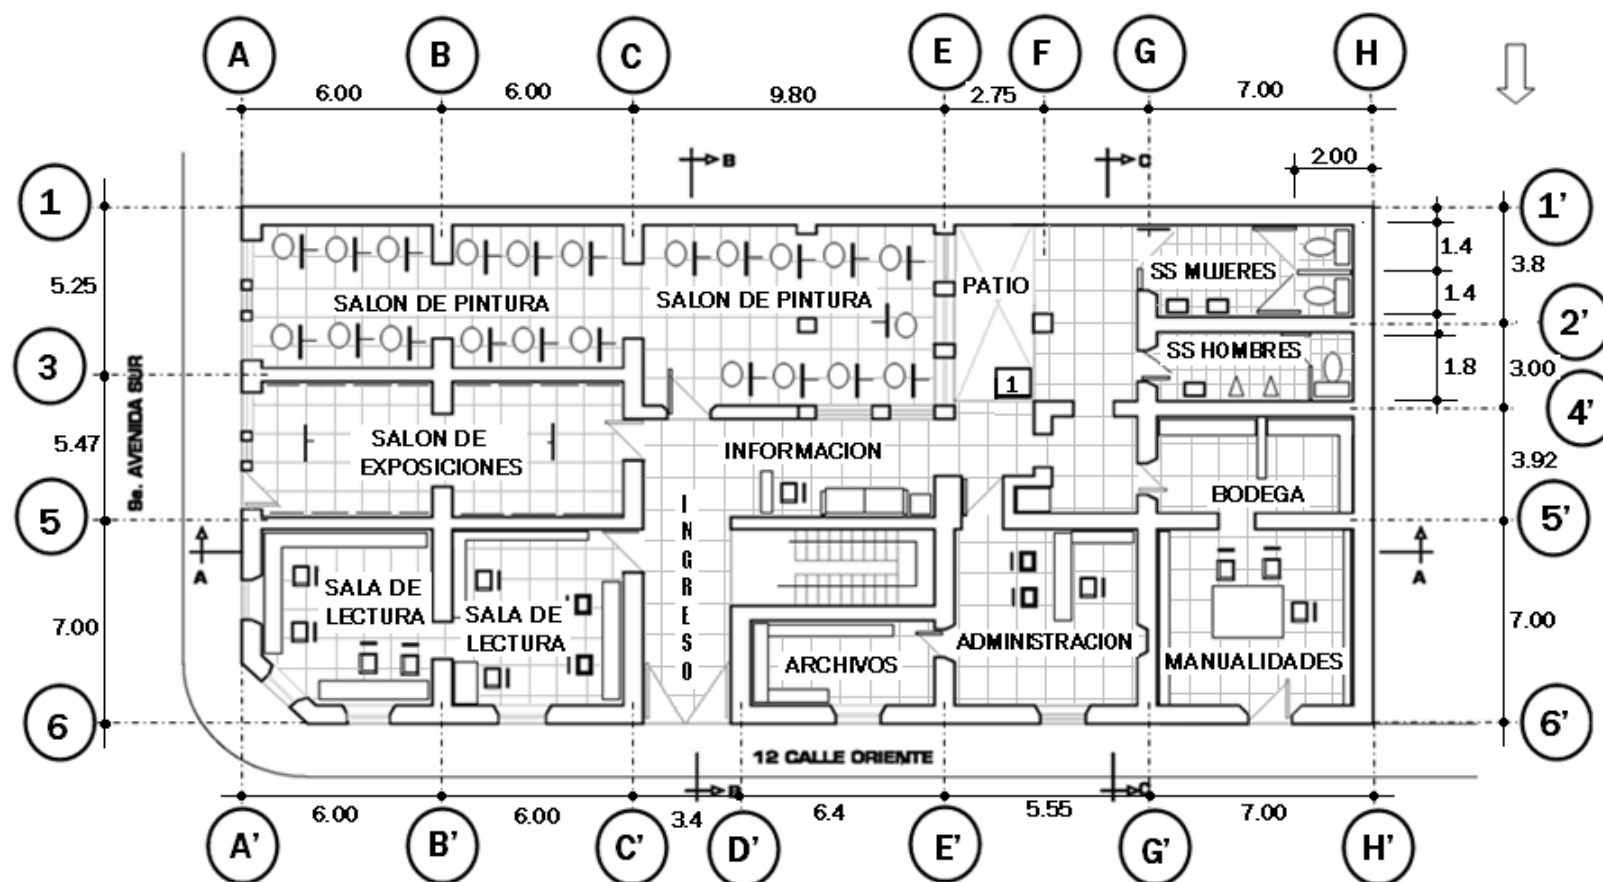 A
B
C
E
F
G
H
6.00
6.00
9.80
2.75
7.00
B
C
2.00
1
1'
1.4
3.8
5.25
SALON DE PINTURA
SALON DE PINTURA
PATIO
SS MUJERES
1.4
2'
3
SS HOMBRES
1.8
3.00
1
4'
9a. AVENIDA SUR
5.47
SALON DE
EXPOSICIONES
INFORMACION
3.92
BODEGA
5
5'
INGRESO
A
A
SALA DE
LECTURA
SALA DE
LECTURA
7.00
7.00
ADMINISTRACION
ARCHIVOS
MANUALIDADES
6
6'
12 CALLE ORIENTE
B
C
6.00
6.00
3.4
6.4
5.55
7.00
A'
B'
C'
D'
E'
G'
H'